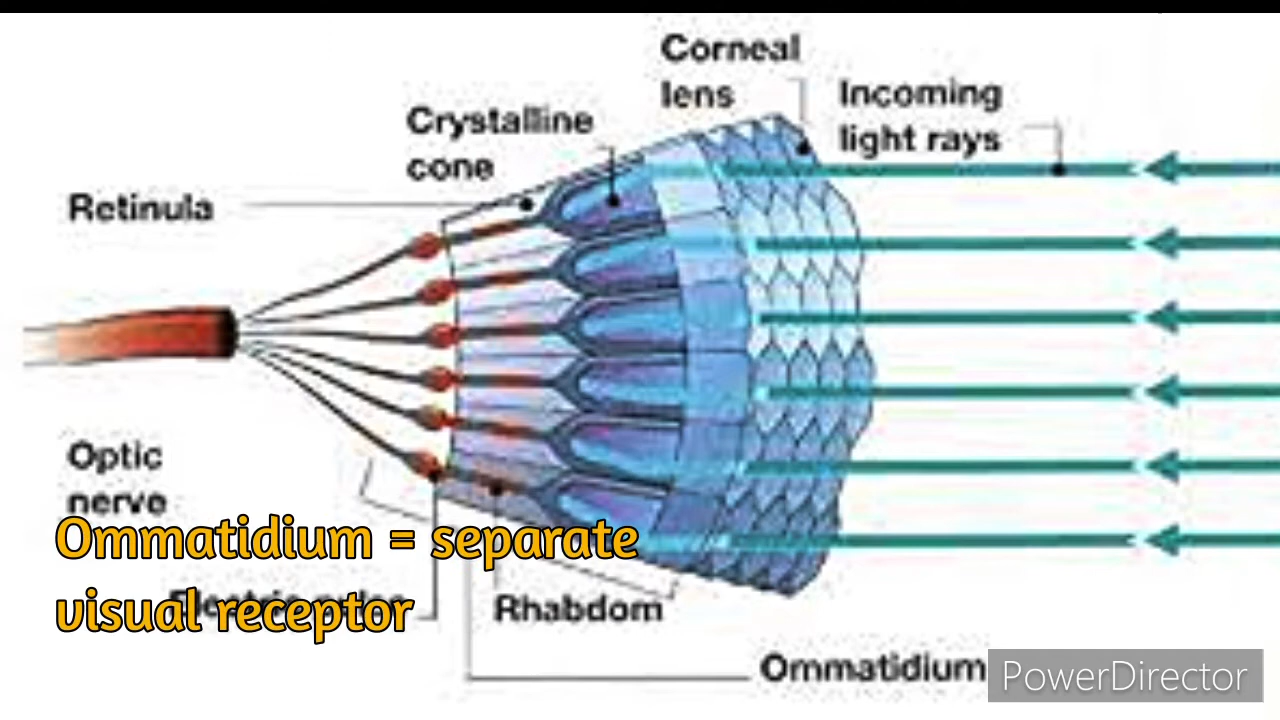 Corneal
lens
Incoming
light rays
Crystalline
cone
Retinula
Optic
nerve
Ommatidium = separate
visual receptor
Rhabdom
Ommatidium
PowerDirector